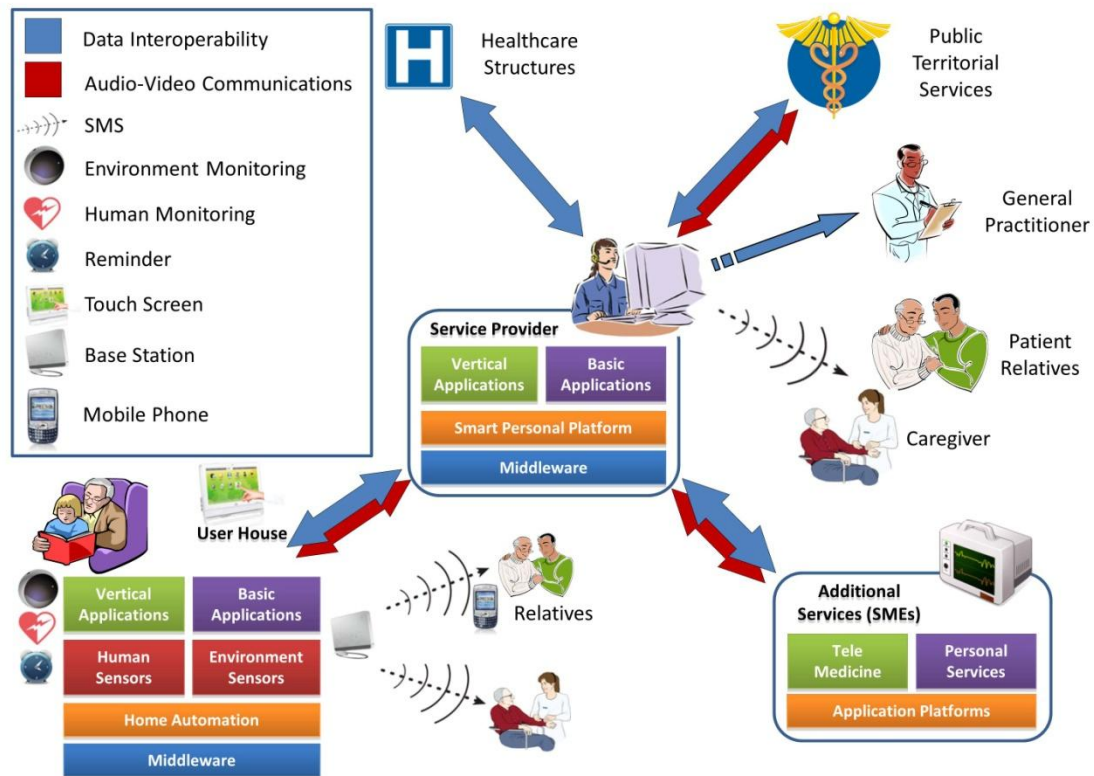 Data Interoperability
Audio-Video Communications
SMS
Environment Monitoring
Human Monitoring
Reminder
Touch Screen
Base Station
Mobile Phone
H
Healthcare
Structures
Public
Territorial
Services
General
Practitioner
Patient
Relatives
Caregiver
Service Provider
Vertical
Applications
Basic
Applications
Smart Personal Platform
Middleware
User House
Vertical
Applications
Basic
Applications
Human
Sensors
Environment
Sensors
Home Automation
Middleware
Relatives
Additional
Services (SMEs)
Tele
Medicine
Personal
Services
Application Platforms